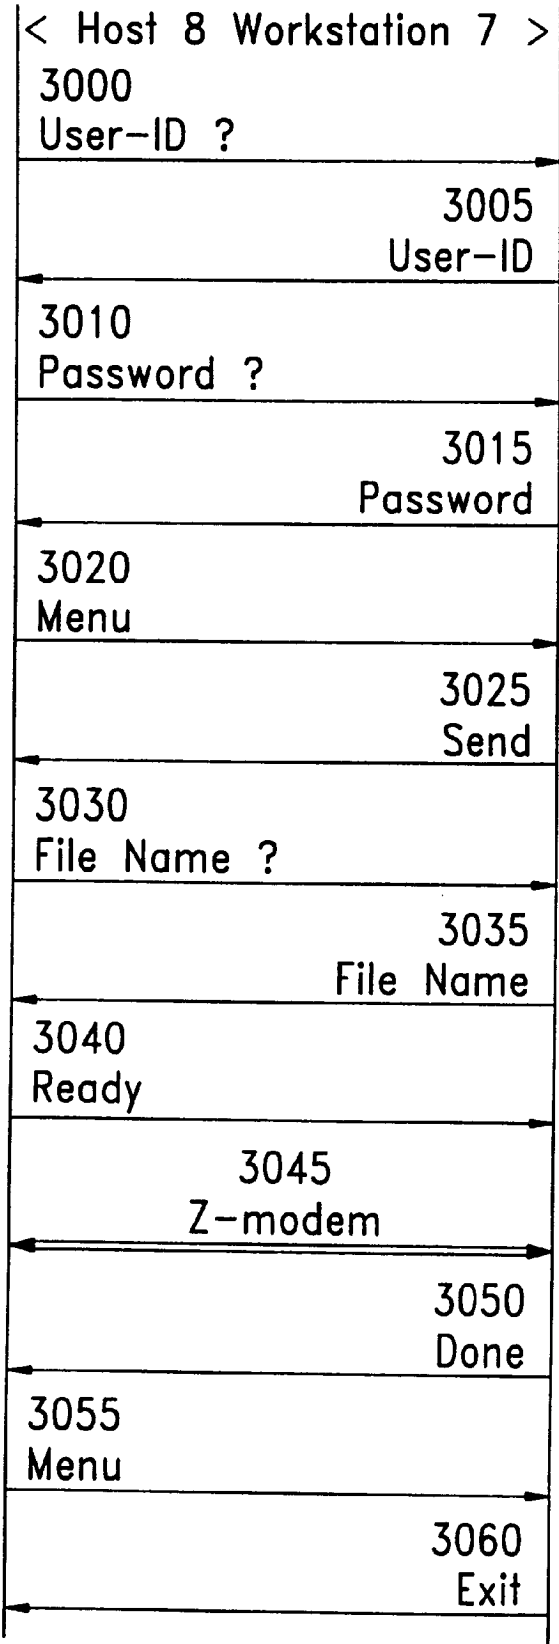 < Host 8 Workstation 7 >
3000
User-ID ?
3005
User-ID
3010
Password ?
3015
Password
3020
Menu
3025
Send
3030
File Name ?
3035
File Name
3040
Ready
3045
Z-modem
3050
Done
3055
Menu
3060
Exit